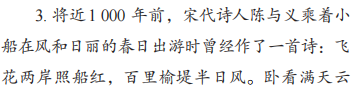 3. 将近1 000 年前，宋代诗人陈与义乘着小
船在风和日丽的春日出游时曾经作了一首诗：飞
花两岸照船红，百里榆堤半日风。卧看满天云